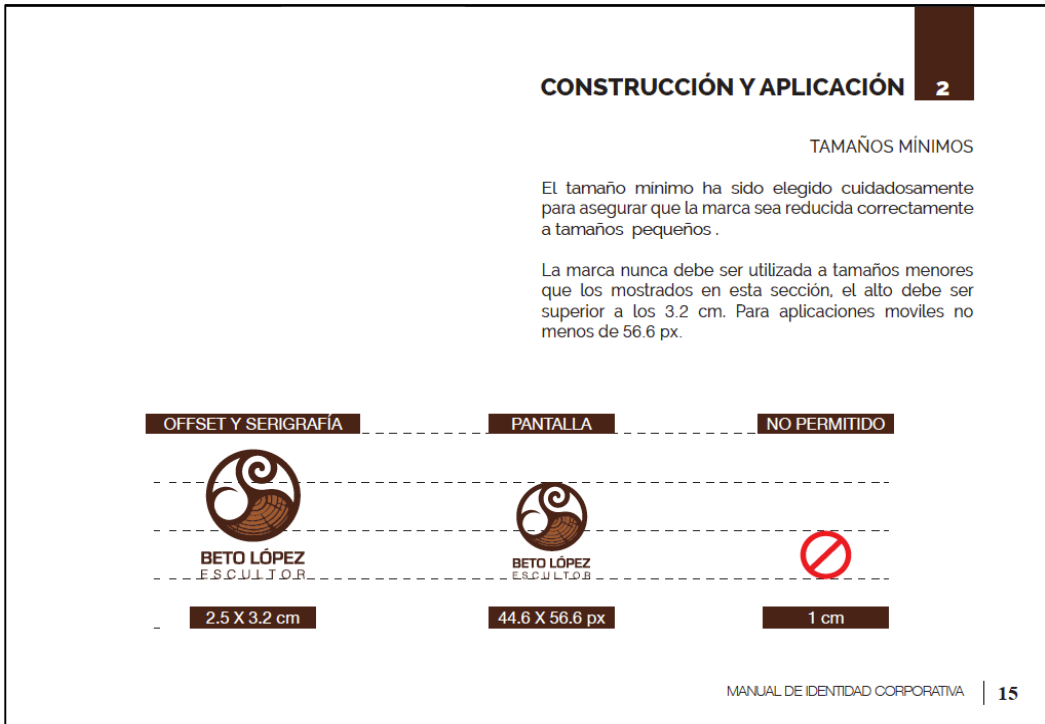 CONSTRUCCIÓN Y APLICACIÓN 2
TAMAÑOS MÍNIMOS
El tamaño mínimo ha sido elegido cuidadosamente
para asegurar que la marca sea reducida correctamente
a tamaños pequeños .
La marca nunca debe ser utilizada a tamaños menores
que los mostrados en esta sección, el alto debe ser
superior a los 3.2 cm. Para aplicaciones moviles no
menos de 56.6 px.
OFFSET Y SERIGRAFÍA PANTALLA NO PERMITIDO
BETO LÓPEZ BETO LÓPEZ
ESCULTOR ESCULTOR
2.5 X 3.2 cm 44.6 X 56.6 px 1 cm
MANUAL DE IDENTIDAD CORPORATIVA 15